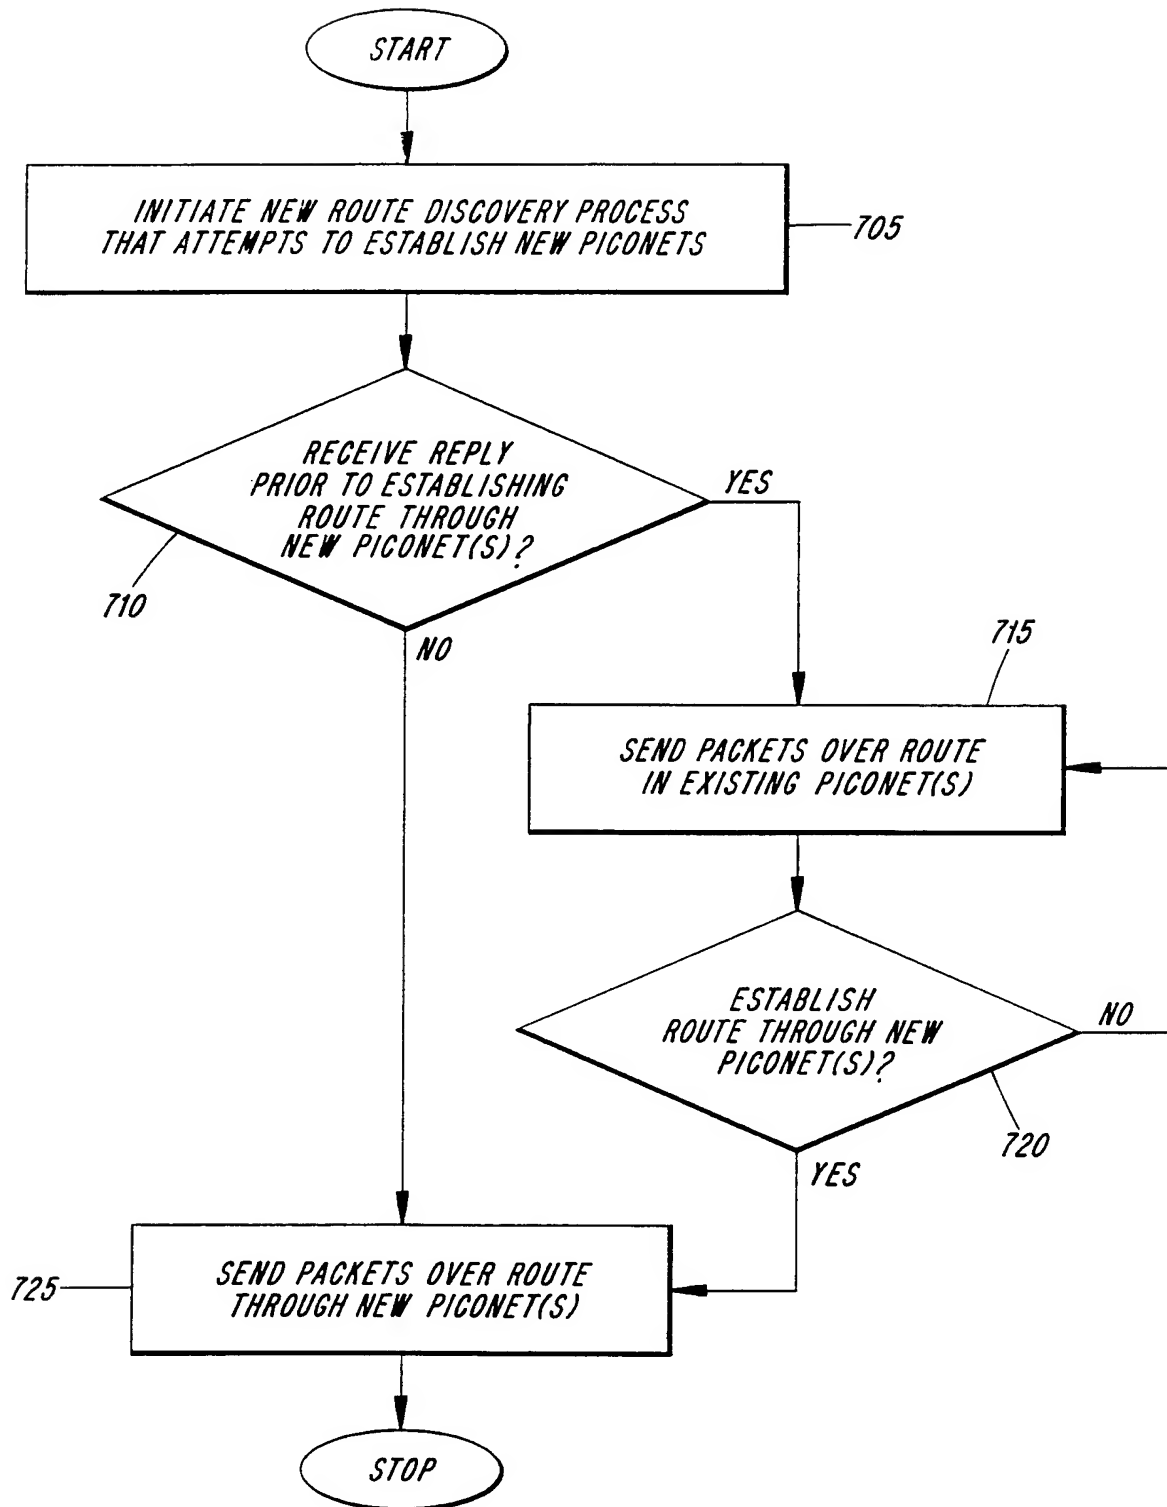 START
INITIATE NEW ROUTE DISCOVERY PROCESS
THAT ATTEMPTS TO ESTABLISH NEW PICONETS
705
RECEIVE REPLY
PRIOR TO ESTABLISHING
ROUTE THROUGH
NEW PICONET(S)?
YES
710
NO
715
SEND PACKETS OVER ROUTE
IN EXISTING PICONET(S)
ESTABLISH
ROUTE THROUGH NEW
PICONET(S)?
NO
720
YES
725
SEND PACKETS OVER ROUTE
THROUGH NEW PICONET(S)
STOP